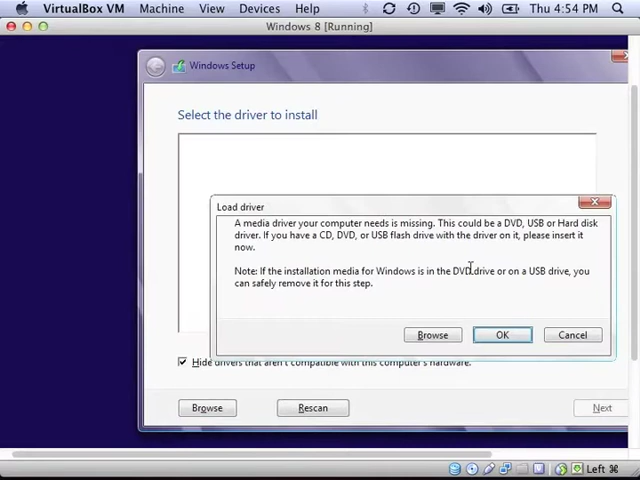 VirtualBox VM Machine View Devices Help Thu 4:54 PM
Windows 8 [Running]
Windows Setup
Select the driver to install
Load driver
A media driver your computer needs is missing. This could be a DVD, USB or Hard disk
driver. If you have a CD, DVD, or USB flash drive with the driver on it, please insert it
now.
Note: If the installation media for Windows is in the DVD drive or on a USB drive, you
can safely remove it for this step.
Browse OK Cancel
Hide drivers that aren't compatible with this computer's hardware.
Browse Rescan Next
Left ⌘